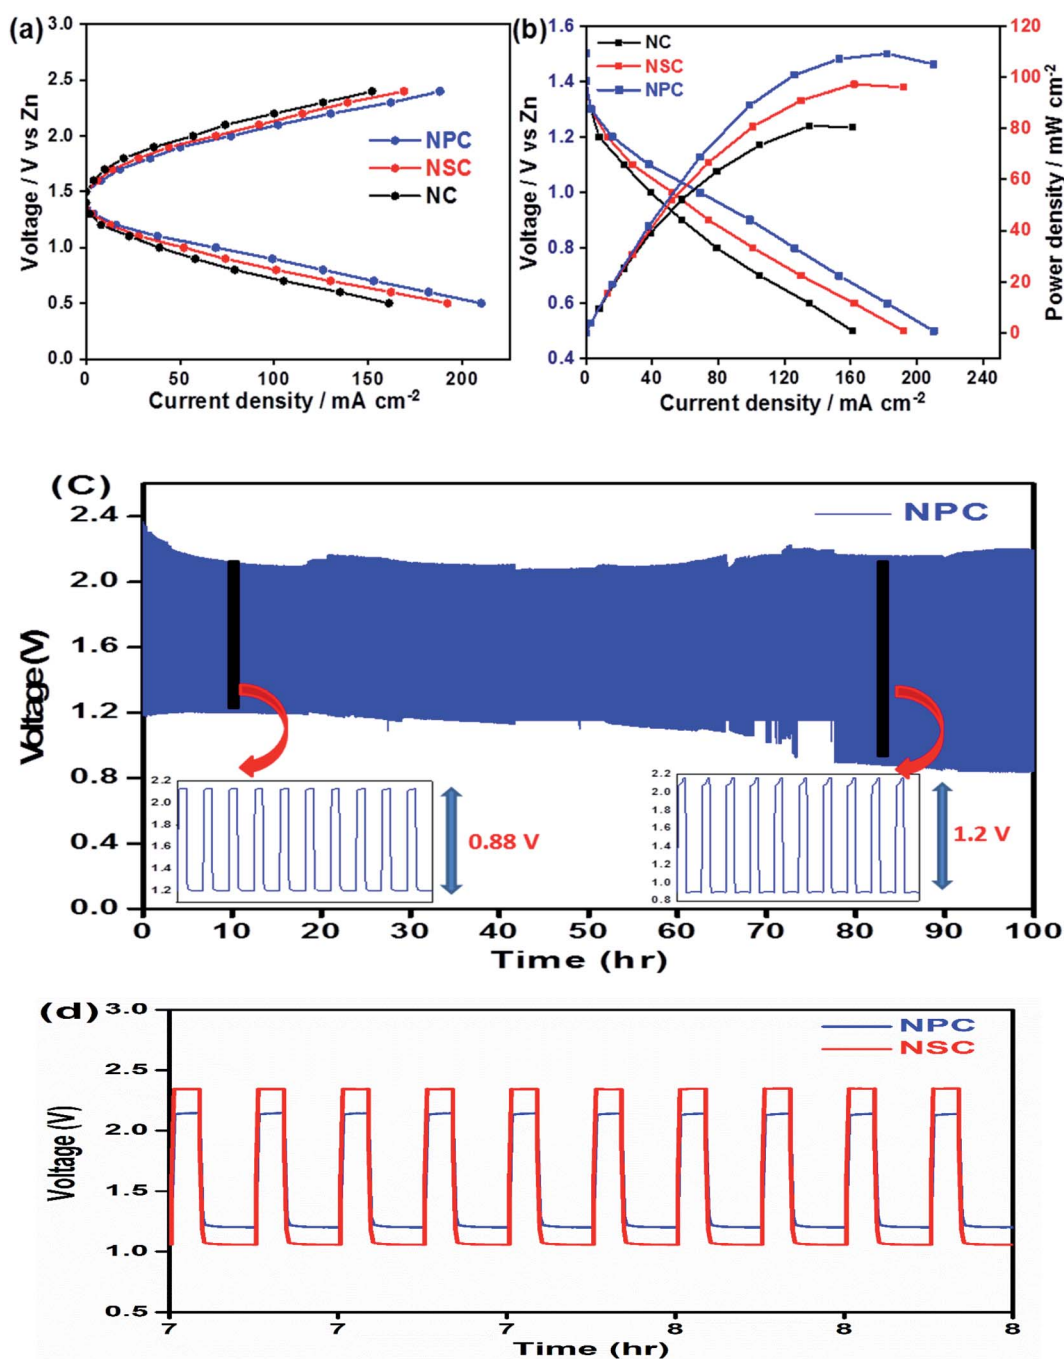 (a)
3.0
2.5
2.0
1.5
1.0
0.5
0.0
Voltage / V vs Zn
NPC
NSC
NC
0 50 100 150 200
Current density / mA cm-2
(b)
1.6
1.4
1.2
1.0
0.8
0.6
0.4
Voltage / V vs Zn
NC
NSC
NPC
120
100
80
60
40
20
0
Power density / mW cm-2
0 40 80 120 160 200 240
Current density / mA cm-2
(C)
2.4
2.0
1.6
1.2
0.8
0.4
0.0
Voltage (V)
NPC
2.2
2.0
1.8
1.6
1.4
1.2
0.88 V
2.2
2.0
1.8
1.6
1.4
1.2
1.0
0.8
1.2 V
0 10 20 30 40 50 60 70 80 90 100
Time (hr)
(d)
3.0
2.5
2.0
1.5
1.0
0.5
Voltage (V)
NPC
NSC
7 7 7 8 8 8
Time (hr)